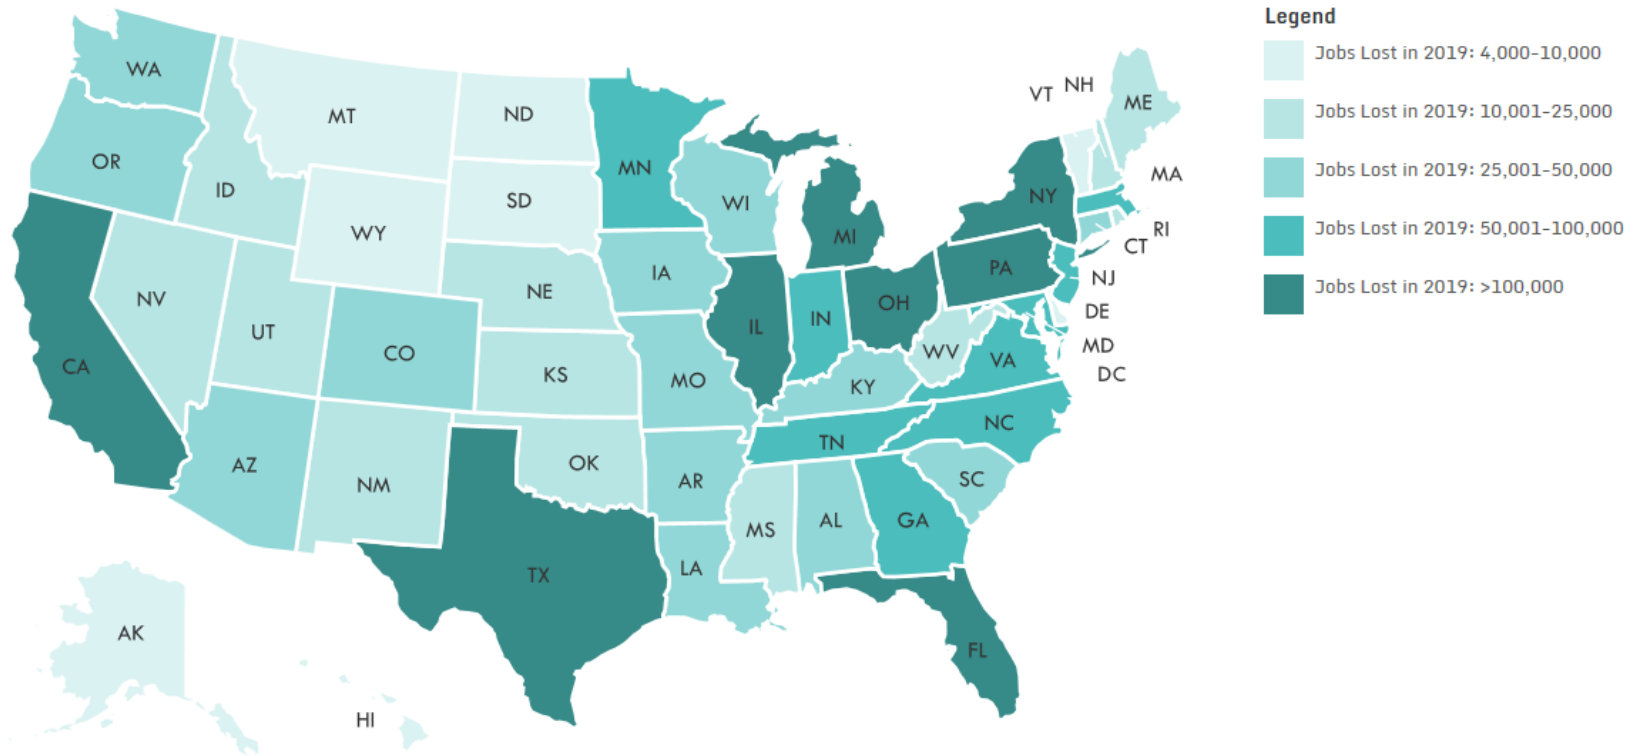 Legend
Jobs Lost in 2019: 4,000-10,000
Jobs Lost in 2019: 10,001-25,000
Jobs Lost in 2019: 25,001-50,000
Jobs Lost in 2019: 50,001-100,000
Jobs Lost in 2019: >100,000
WA
MT
ND
MN
VT
NH
ME
OR
ID
SD
WI
MA
WY
NY
MI
RI
CT
NV
NE
IA
PA
NJ
UT
CO
IL
IN
OH
DE
CA
KS
MO
KY
WV
VA
MD
DC
AZ
NM
OK
AR
TN
NC
SC
TX
LA
MS
AL
GA
AK
HI
FL